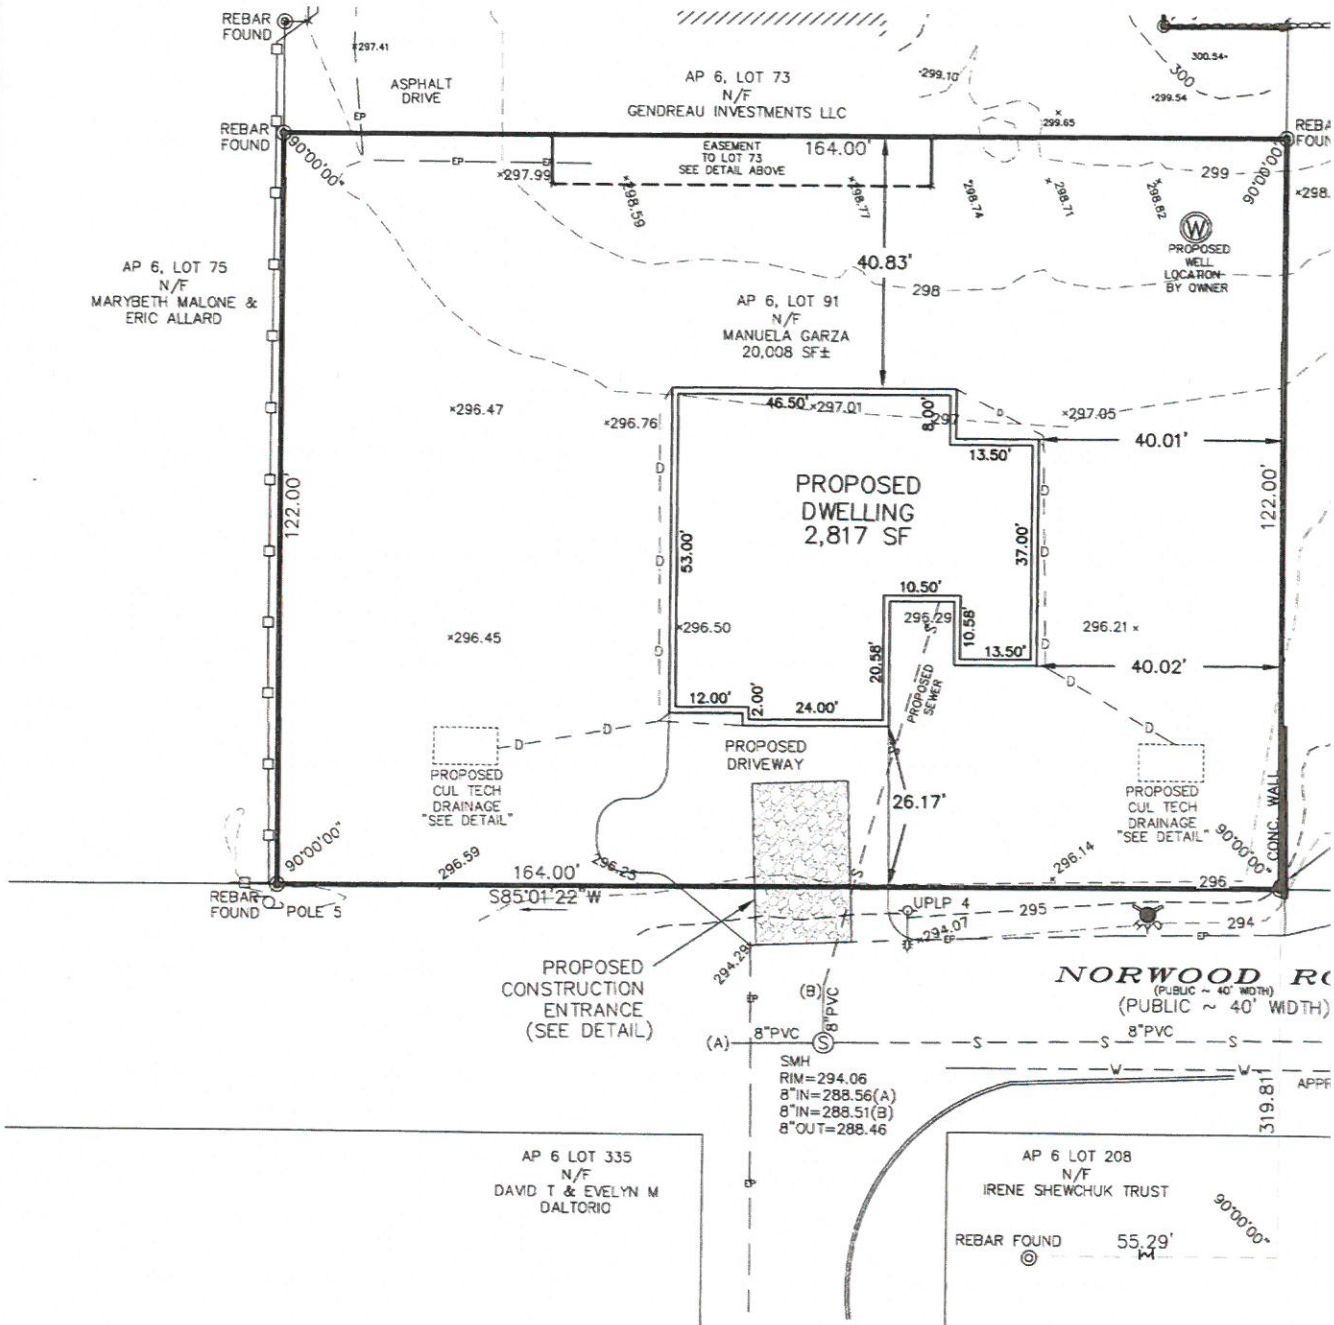 REBAR
FOUND
×297.41
ASPHALT
DRIVE
EP
AP 6, LOT 73
N/F
GENDREAU INVESTMENTS LLC
299.10
300
300.54
299.54
299.65
REBAR
FOUND
90°00'00"
EP
EP
×297.99
EASEMENT
TO LOT 73
SEE DETAIL ABOVE
164.00'
×298.59
×298.77
×298.74
×298.71
×298.82
299
90°00'00"
×298.
W
PROPOSED
WELL
LOCATION
BY OWNER
AP 6, LOT 75
N/F
MARYBETH MALONE &
ERIC ALLARD
40.83'
298
AP 6, LOT 91
N/F
MANUELA GARZA
20,008 SF±
×296.47
×296.76
46.50'
×297.01
8.00'
297
D
×297.05
13.50'
40.01'
122.00'
122.00'
PROPOSED
DWELLING
2,817 SF
D
D
D
53.00'
37.00'
D
D
D
10.50'
296.29
S
10.58'
20.58'
13.50'
×296.45
×296.50
296.21×
40.02'
PROPOSED
SEWER
12.00'
2.00'
24.00'
D
D
D
D
PROPOSED
DRIVEWAY
PROPOSED
CUL TECH
DRAINAGE
"SEE DETAIL"
26.17'
PROPOSED
CUL TECH
DRAINAGE
"SEE DETAIL"
CONC. WALL
90°00'00"
90°00'00"
296.59
164.00'
S85°01'22"W
296.25
S
296.14
296
REBAR
FOUND
POLE 5
UPLP 4
295
294
×294.07
EP
EP
294.29
PROPOSED
CONSTRUCTION
ENTRANCE
(SEE DETAIL)
EP
(B)
8"PVC
NORWOOD
(PUBLIC ~ 40' WIDTH)
(PUBLIC ~ 40' WIDTH)
(A)
8"PVC
S
S
S
8"PVC
S
SMH
RIM=294.06
8"IN=288.56(A)
8"IN=288.51(B)
8"OUT=288.46
W
W
319.81'
AP 6 LOT 335
N/F
DAVID T & EVELYN M
DALTORIO
EP
AP 6 LOT 208
N/F
IRENE SHEWCHUK TRUST
90°00'00"
REBAR FOUND
55.29'